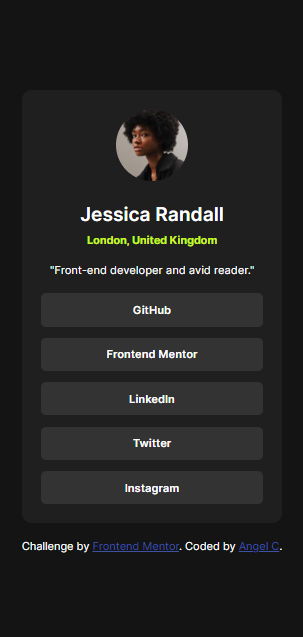 Jessica Randall
London, United Kingdom
"Front-end developer and avid reader."
GitHub
Frontend Mentor
LinkedIn
Twitter
Instagram
Challenge by Frontend Mentor. Coded by Angel C.